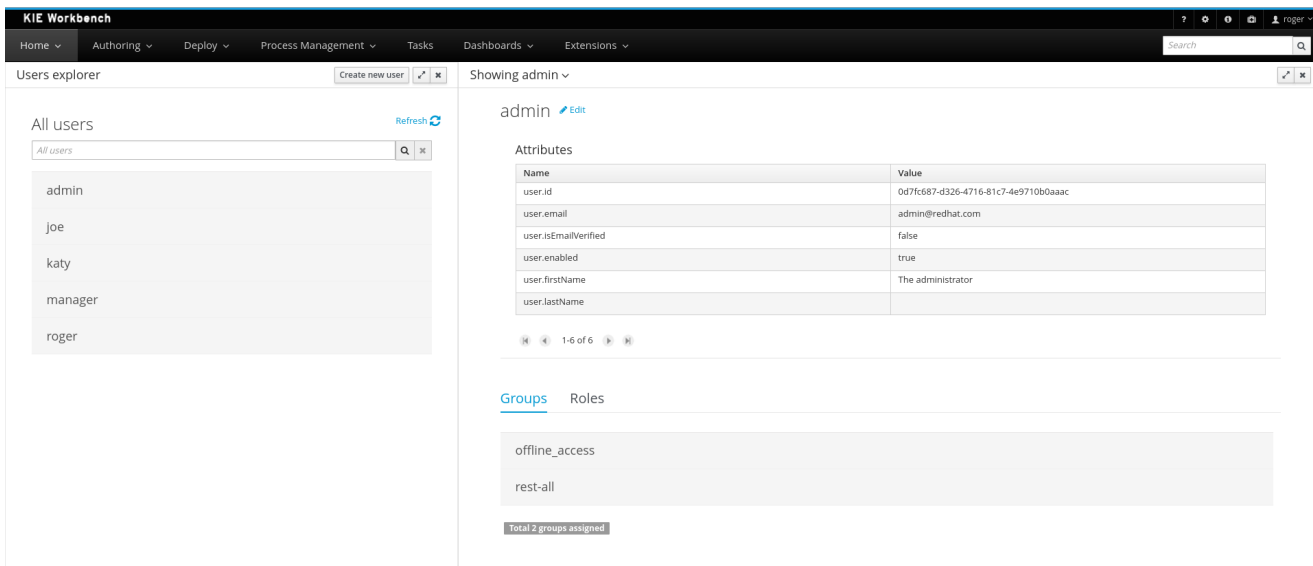 KIE Workbench
? roger
Home Authoring Deploy Process Management Tasks Dashboards Extensions Search
Users explorer Create new user
All users Refresh
All users
admin
joe
katy
manager
roger
Showing admin
admin Edit
Attributes
Name Value
user.id 0d7fc687-d326-4716-81c7-4e9710b0aaac
user.email admin@redhat.com
user.isEmailVerified false
user.enabled true
user.firstName The administrator
user.lastName
1-6 of 6
Groups Roles
offline_access
rest-all
Total 2 groups assigned